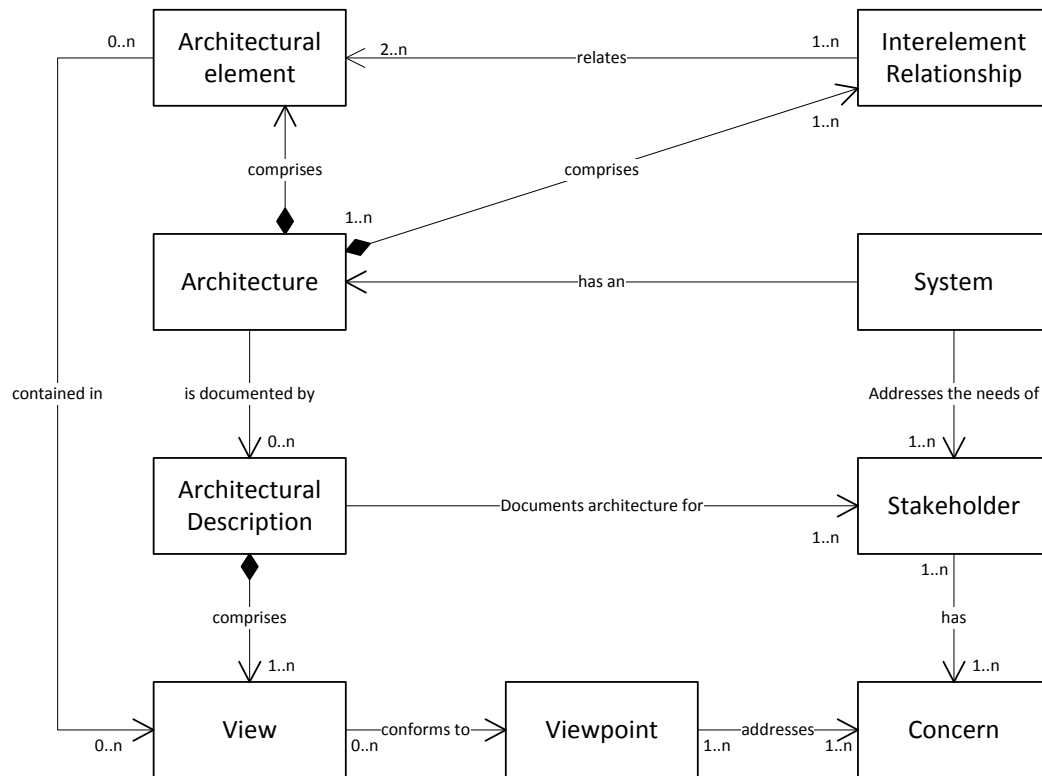 0..n
Architectural
element
2..n
relates
1..n
Interelement
Relationship
1..n
comprises
comprises
1..n
Architecture
has an
System
contained in
is documented by
Addresses the needs of
0..n
1..n
Architectural
Description
Documents architecture for
Stakeholder
1..n
1..n
comprises
has
1..n
1..n
View
conforms to
Viewpoint
addresses
Concern
0..n
0..n
1..n
1..n